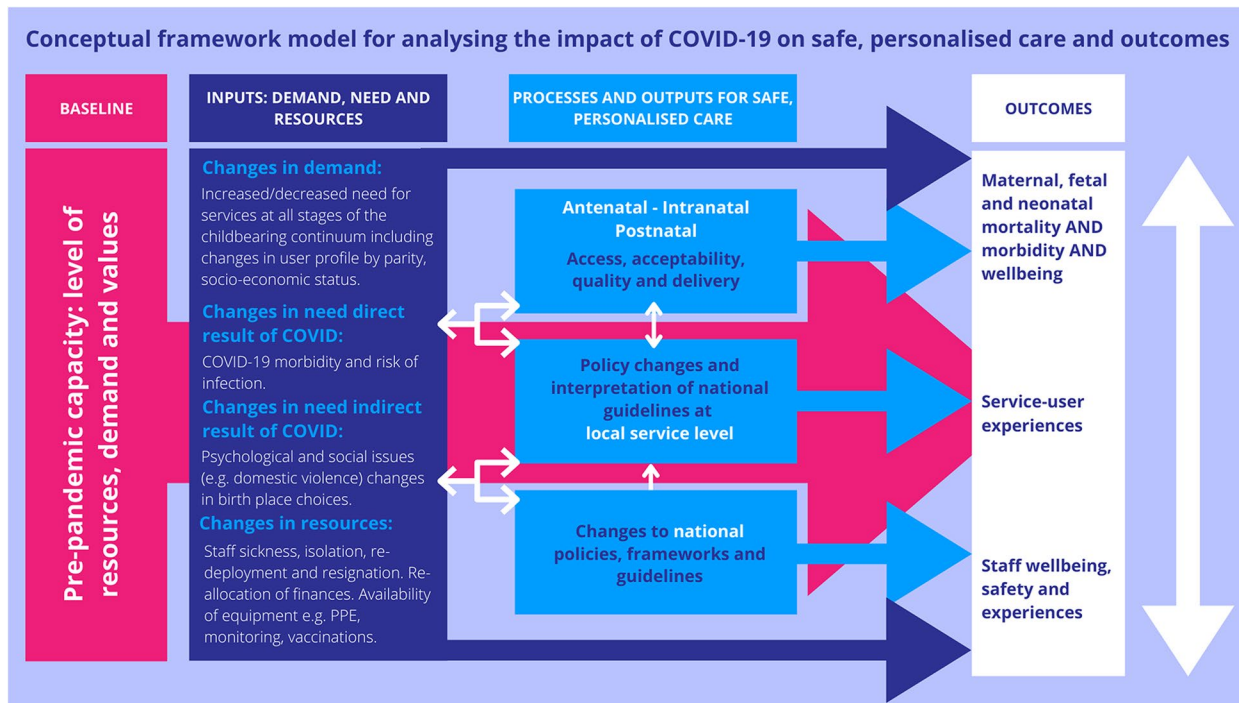 Conceptual framework model for analysing the impact of COVID-19 on safe, personalised care and outcomes
BASELINE
Pre-pandemic capacity: level of
resources, demand and values
INPUTS: DEMAND, NEED AND
RESOURCES
Changes in demand:
Increased/decreased need for
services at all stages of the
childbearing continuum including
changes in user profile by parity,
socio-economic status.
Changes in need direct
result of COVID:
COVID-19 morbidity and risk of
infection.
Changes in need indirect
result of COVID:
Psychological and social issues
(e.g. domestic violence) changes
in birth place choices.
Changes in resources:
Staff sickness, isolation, re-
deployment and resignation. Re-
allocation of finances. Availability
of equipment e.g. PPE,
monitoring, vaccinations.
PROCESSES AND OUTPUTS FOR SAFE,
PERSONALISED CARE
Antenatal - Intranatal
Postnatal
Access, acceptability,
quality and delivery
Policy changes and
interpretation of national
guidelines at
local service level
Changes to national
policies, frameworks and
guidelines
OUTCOMES
Maternal, fetal
and neonatal
mortality AND
morbidity AND
wellbeing
Service-user
experiences
Staff wellbeing,
safety and
experiences